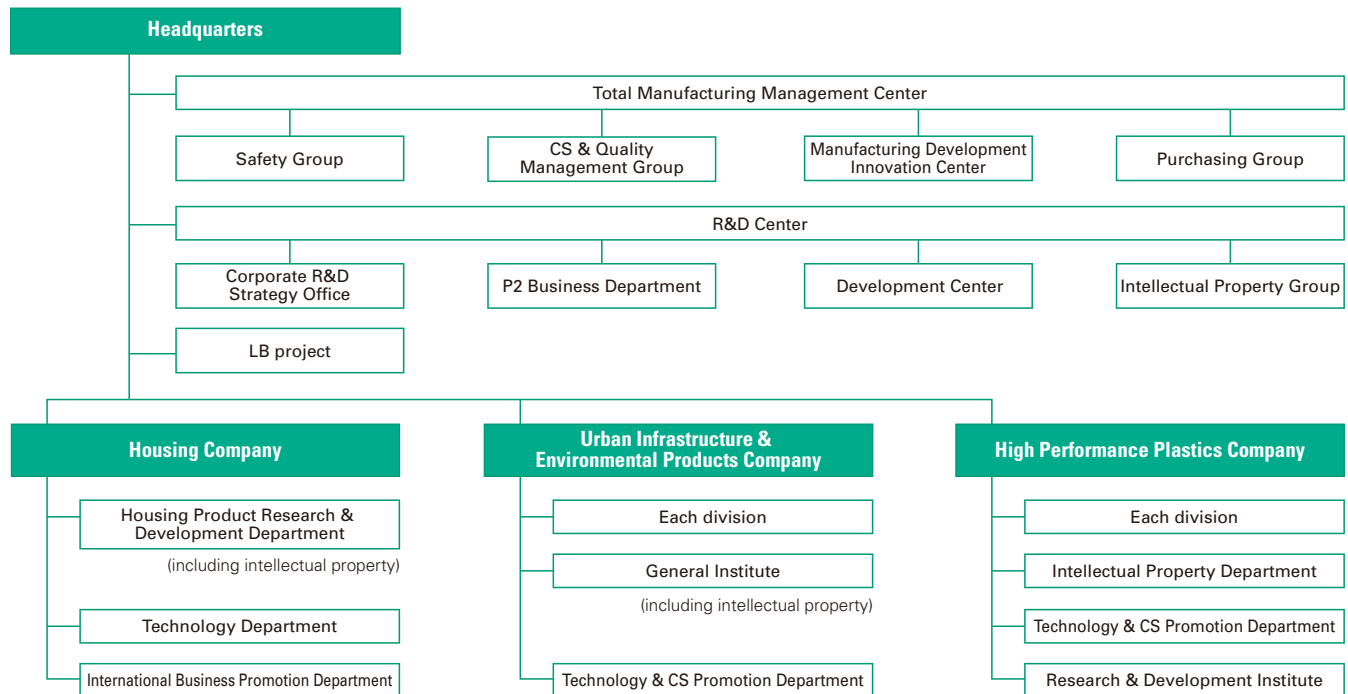 Headquarters
Total Manufacturing Management Center
Safety Group
CS & Quality
Management Group
Manufacturing Development
Innovation Center
Purchasing Group
R&D Center
Corporate R&D
Strategy Office
P2 Business Department
Development Center
Intellectual Property Group
LB project
Housing Company
Urban Infrastructure &
Environmental Products Company
High Performance Plastics Company
Housing Product Research &
Development Department
(including intellectual property)
Technology Department
International Business Promotion Department
Each division
General Institute
(including intellectual property)
Technology & CS Promotion Department
Each division
Intellectual Property Department
Technology & CS Promotion Department
Research & Development Institute